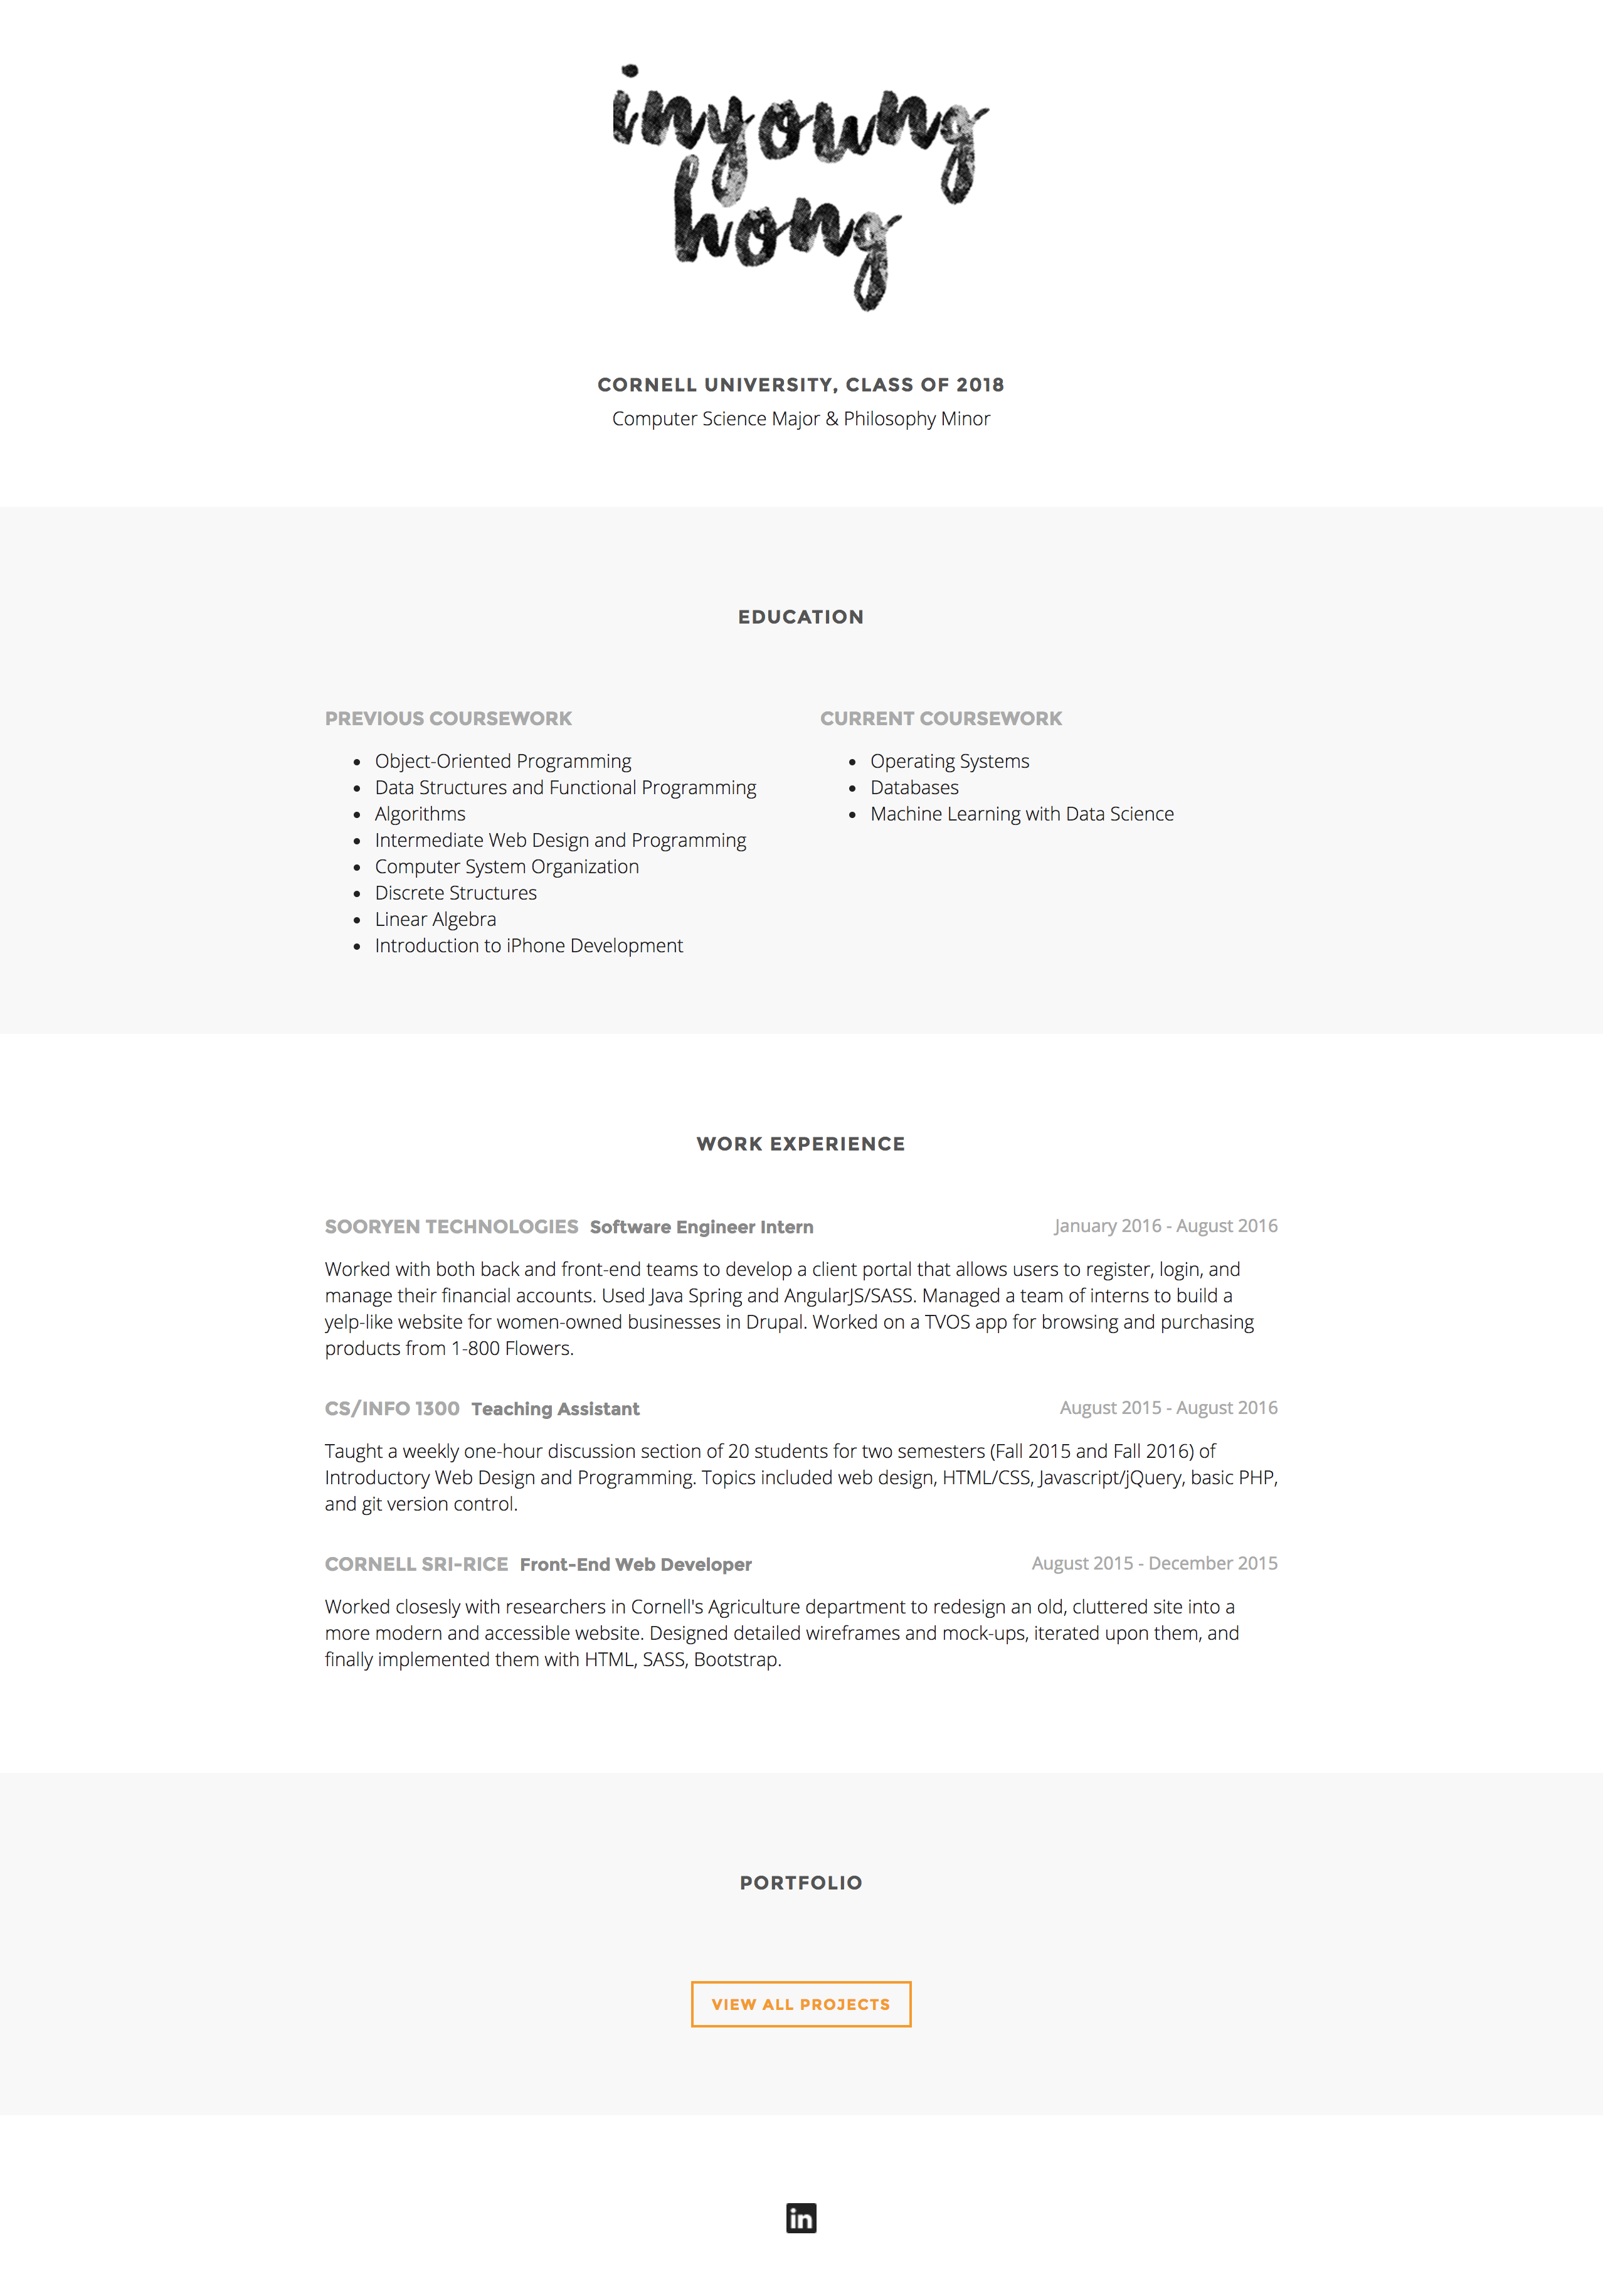 inyoung
hong
CORNELL UNIVERSITY, CLASS OF 2018
Computer Science Major & Philosophy Minor
EDUCATION
PREVIOUS COURSEWORK
• Object-Oriented Programming
• Data Structures and Functional Programming
• Algorithms
• Intermediate Web Design and Programming
• Computer System Organization
• Discrete Structures
• Linear Algebra
• Introduction to iPhone Development
CURRENT COURSEWORK
• Operating Systems
• Databases
• Machine Learning with Data Science
WORK EXPERIENCE
SOORYEN TECHNOLOGIES Software Engineer Intern January 2016 - August 2016
Worked with both back and front-end teams to develop a client portal that allows users to register, login, and
manage their financial accounts. Used Java Spring and AngularJS/SASS. Managed a team of interns to build a
yelp-like website for women-owned businesses in Drupal. Worked on a TVOS app for browsing and purchasing
products from 1-800 Flowers.
CS/INFO 1300 Teaching Assistant August 2015 - August 2016
Taught a weekly one-hour discussion section of 20 students for two semesters (Fall 2015 and Fall 2016) of
Introductory Web Design and Programming. Topics included web design, HTML/CSS, Javascript/jQuery, basic PHP,
and git version control.
CORNELL SRI-RICE Front-End Web Developer August 2015 - December 2015
Worked closesly with researchers in Cornell's Agriculture department to redesign an old, cluttered site into a
more modern and accessible website. Designed detailed wireframes and mock-ups, iterated upon them, and
finally implemented them with HTML, SASS, Bootstrap.
PORTFOLIO
VIEW ALL PROJECTS
in